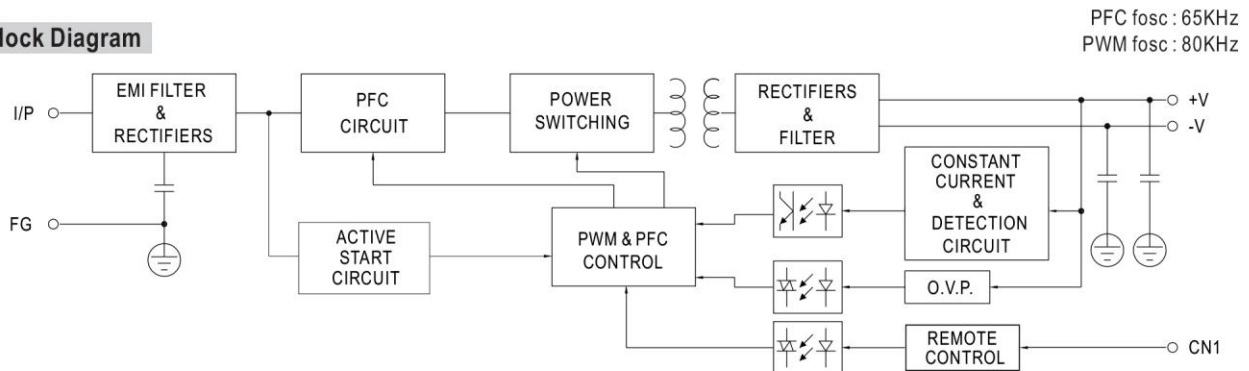 lock Diagram
PFC fosc : 65KHz
PWM fosc : 80KHz
I/P
EMI FILTER
&
RECTIFIERS
PFC
CIRCUIT
POWER
SWITCHING
RECTIFIERS
&
FILTER
+V
-V
FG
ACTIVE
START
CIRCUIT
PWM & PFC
CONTROL
CONSTANT
CURRENT
&
DETECTION
CIRCUIT
O.V.P.
REMOTE
CONTROL
CN1